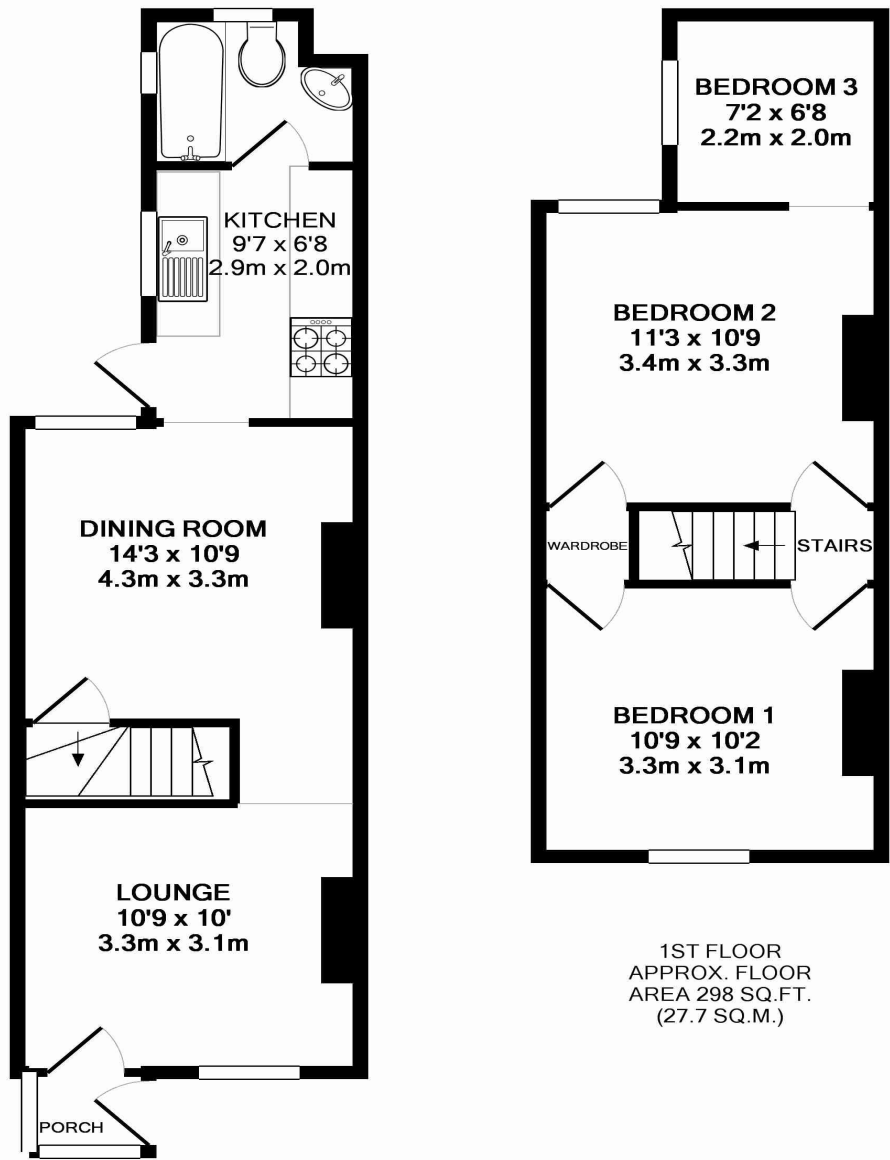 KITCHEN
9'7 x 6'8
2.9m x 2.0m
DINING ROOM
14'3 x 10'9
4.3m x 3.3m
LOUNGE
10'9 x 10'
3.3m x 3.1m
PORCH
BEDROOM 3
7'2 x 6'8
2.2m x 2.0m
BEDROOM 2
11'3 x 10'9
3.4m x 3.3m
WARDROBE
STAIRS
BEDROOM 1
10'9 x 10'2
3.3m x 3.1m
1ST FLOOR
APPROX. FLOOR
AREA 298 SQ.FT.
(27.7 SQ.M.)